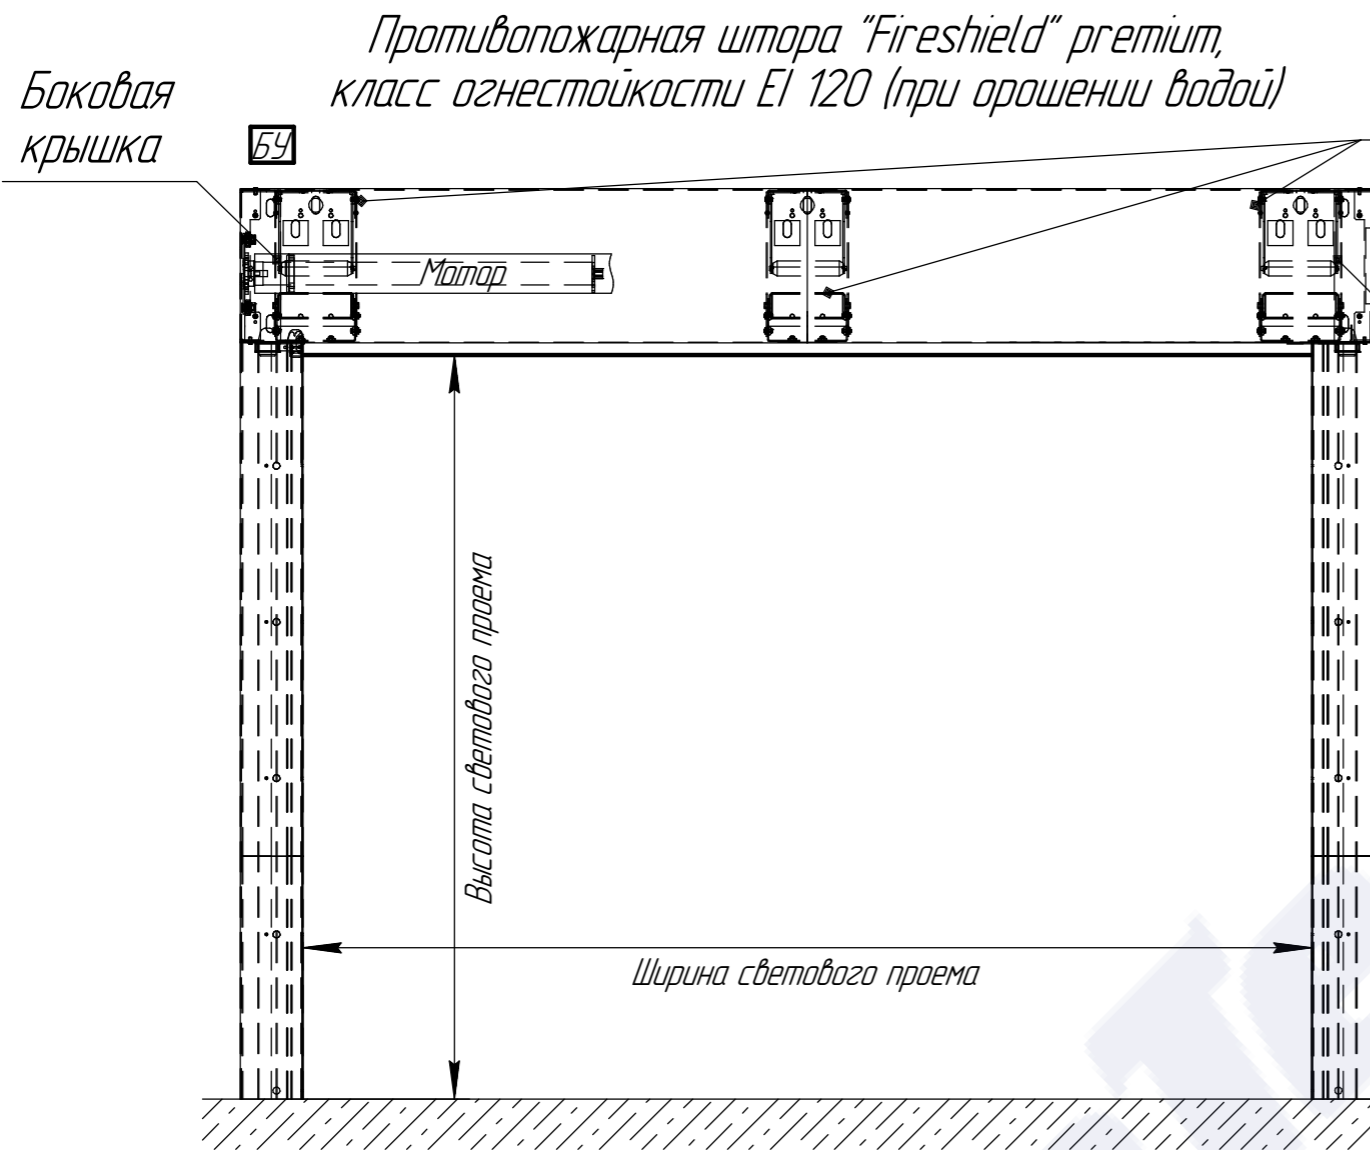 Противопожарная штора "Fireshield" premium,
класс огнестойкости EI 120 (при орошении водой)
Боковая
крышка
БУ
Мотор
Высота светового проема
Ширина светового проема